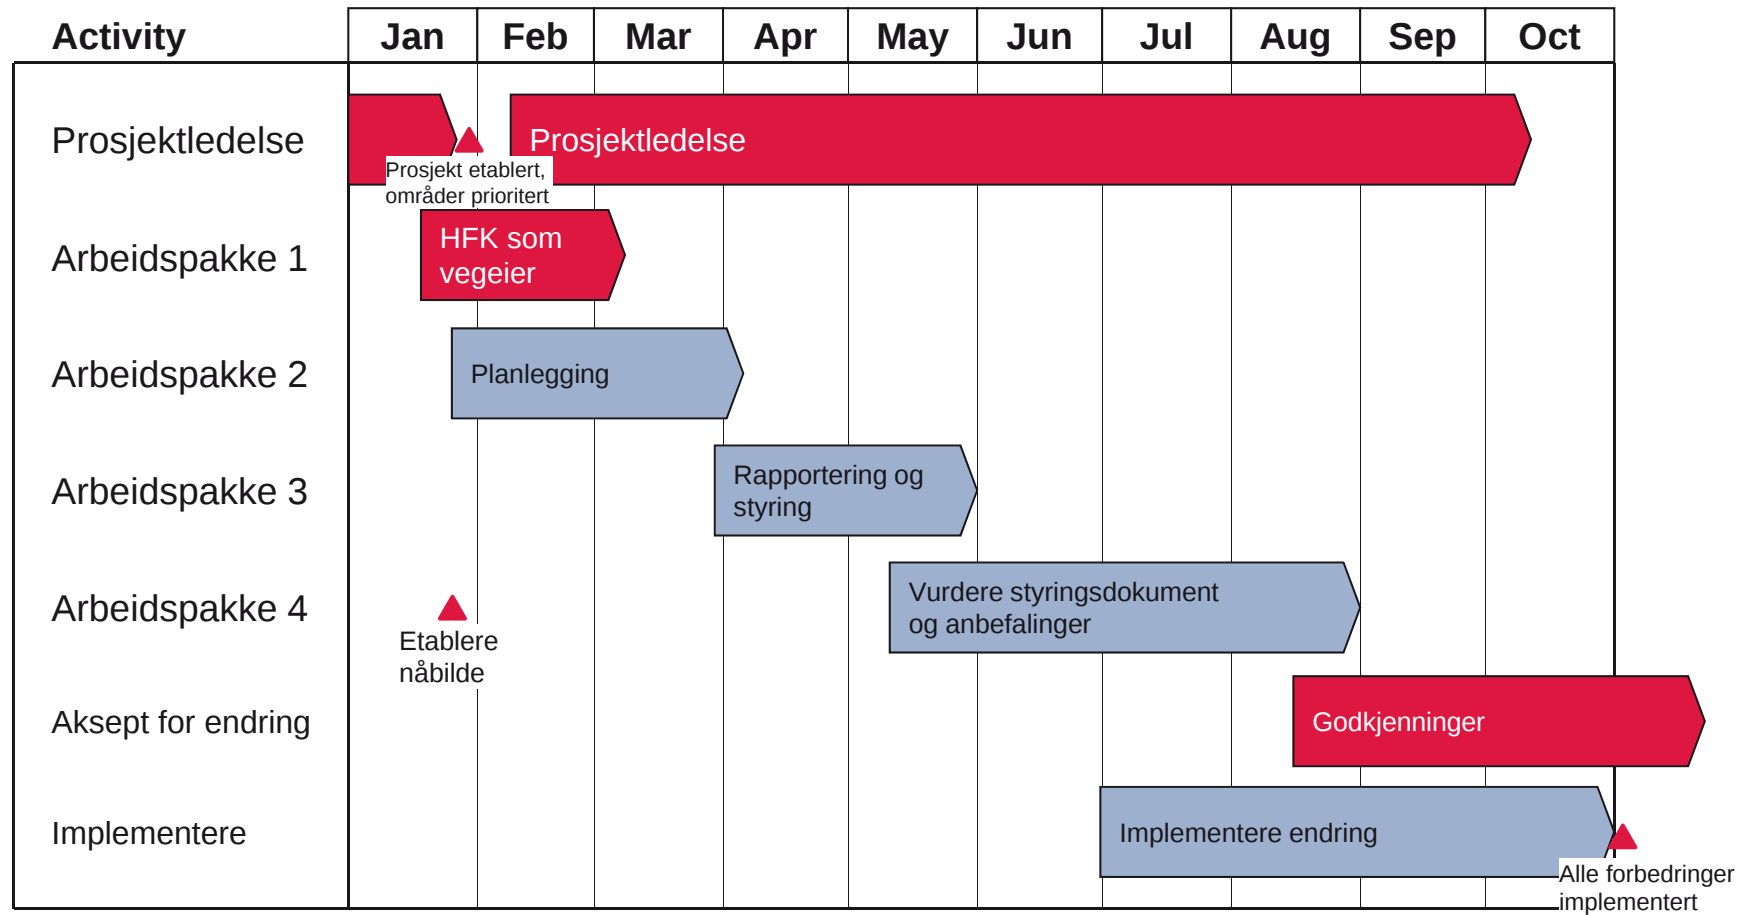 Activity Jan Feb Mar Apr May Jun Jul Aug Sep Oct
Prosjektledelse
Prosjektledelse
Prosjekt etablert,
områder prioritert
Arbeidspakke 1
HFK som
vegeier
Arbeidspakke 2
Planlegging
Arbeidspakke 3
Rapportering og
styring
Arbeidspakke 4
Etablere
nåbilde
Vurdere styringsdokument
og anbefalinger
Aksept for endring
Godkjenninger
Implementere
Implementere endring
Alle forbedringer
implementert